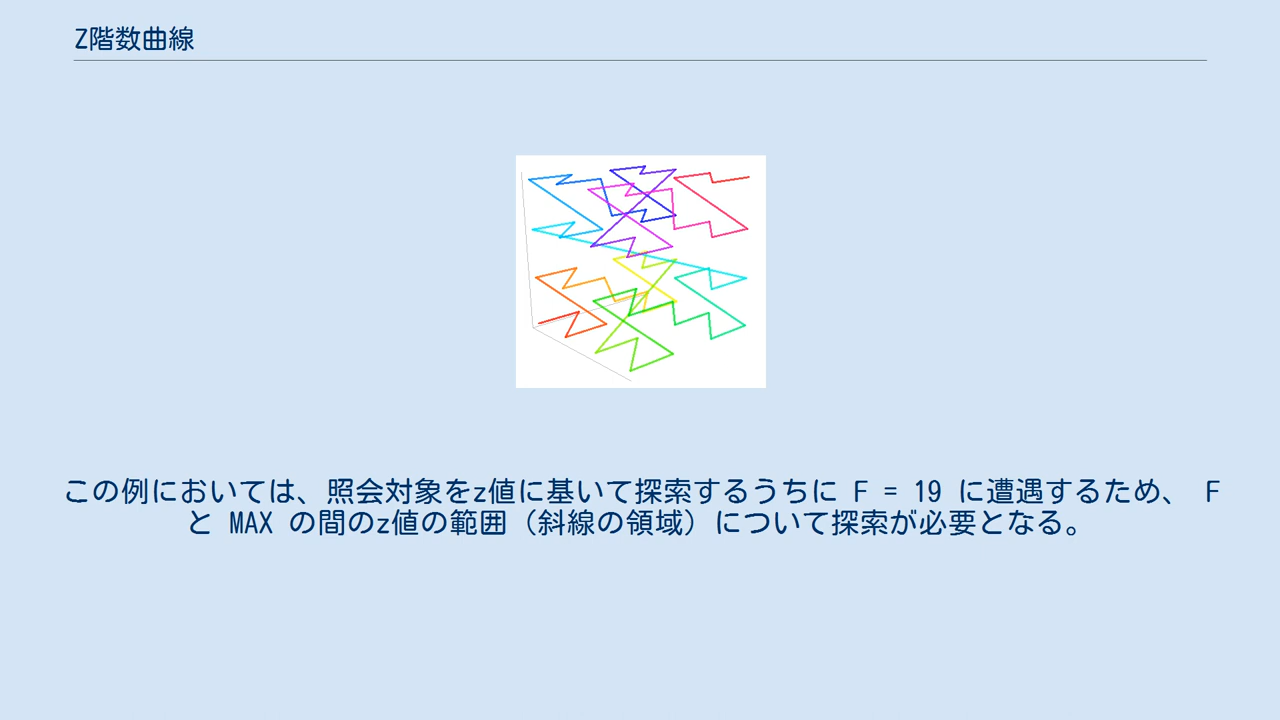 Z階数曲線
この例においては、照会対象をz値に基いて探索するうちに F = 19 に遭遇するため、 F
と MAX の間のz値の範囲（斜線の領域）について探索が必要となる。